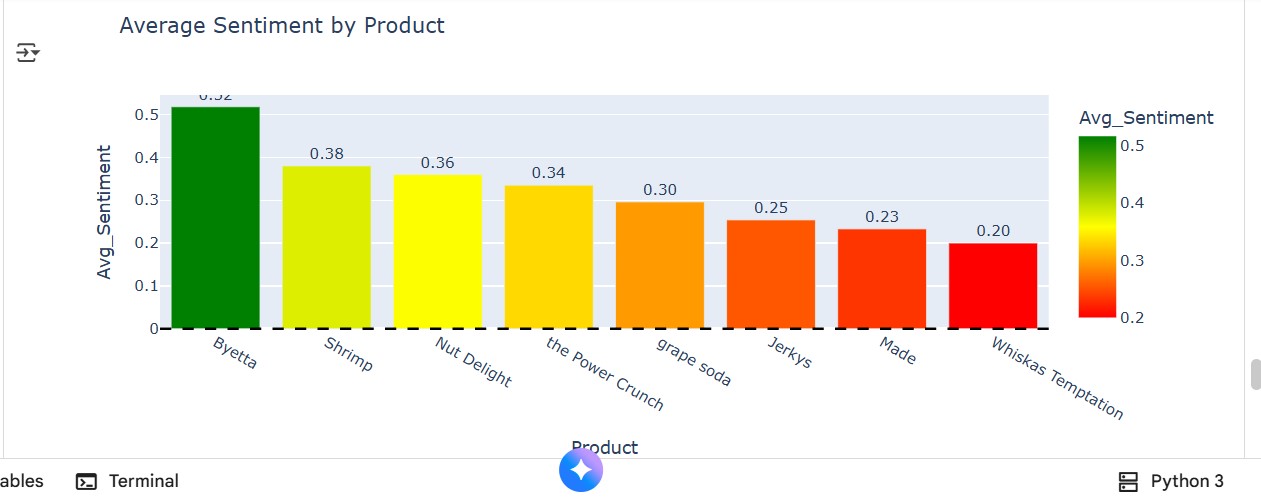 Average Sentiment by Product
0.52
0.5
0.4
0.3
0.2
0.1
0
Avg_Sentiment
0.38
0.36
0.34
0.30
0.25
0.23
0.20
Byetta
Shrimp
Nut Delight
the Power Crunch
grape soda
Jerkys
Made
Whiskas Temptation
Product
Avg_Sentiment
0.5
0.4
0.3
0.2
ables
Terminal
Python 3